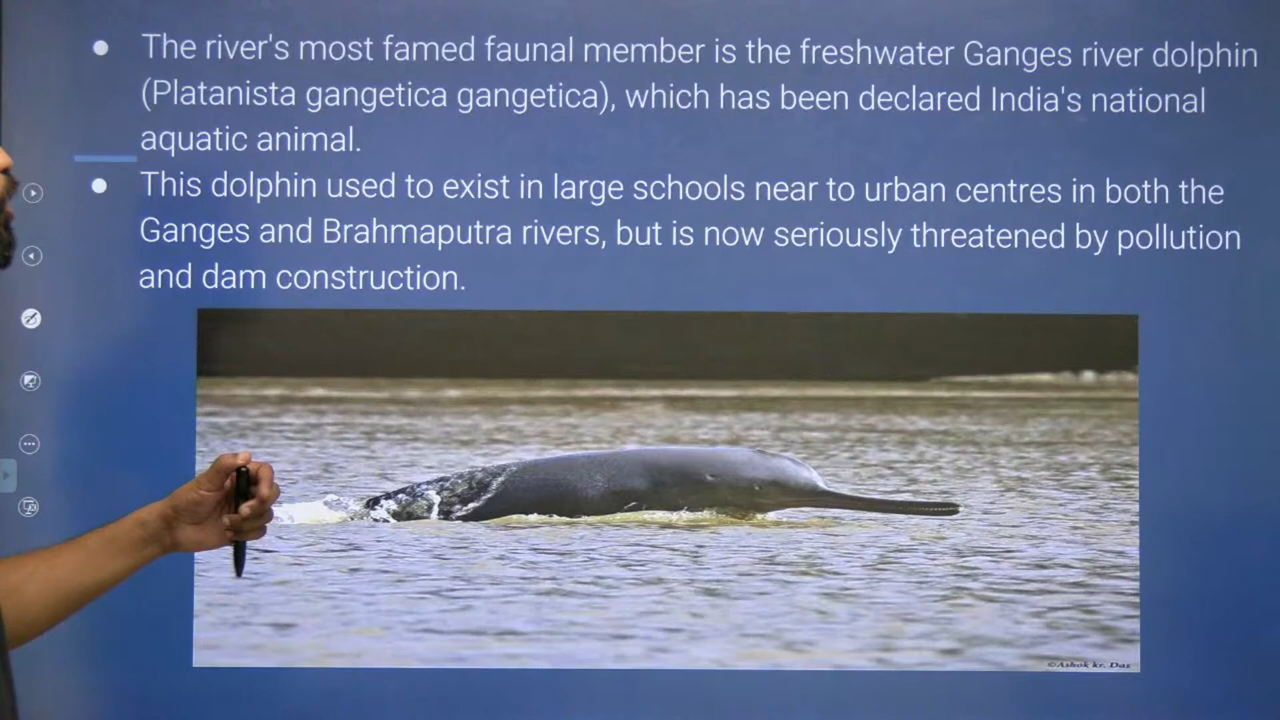 The river's most famed faunal member is the freshwater Ganges river dolphin
(Platanista gangetica gangetica), which has been declared India's national
aquatic animal.
This dolphin used to exist in large schools near to urban centres in both the
Ganges and Brahmaputra rivers, but is now seriously threatened by pollution
and dam construction.
©Ashok kr. Das